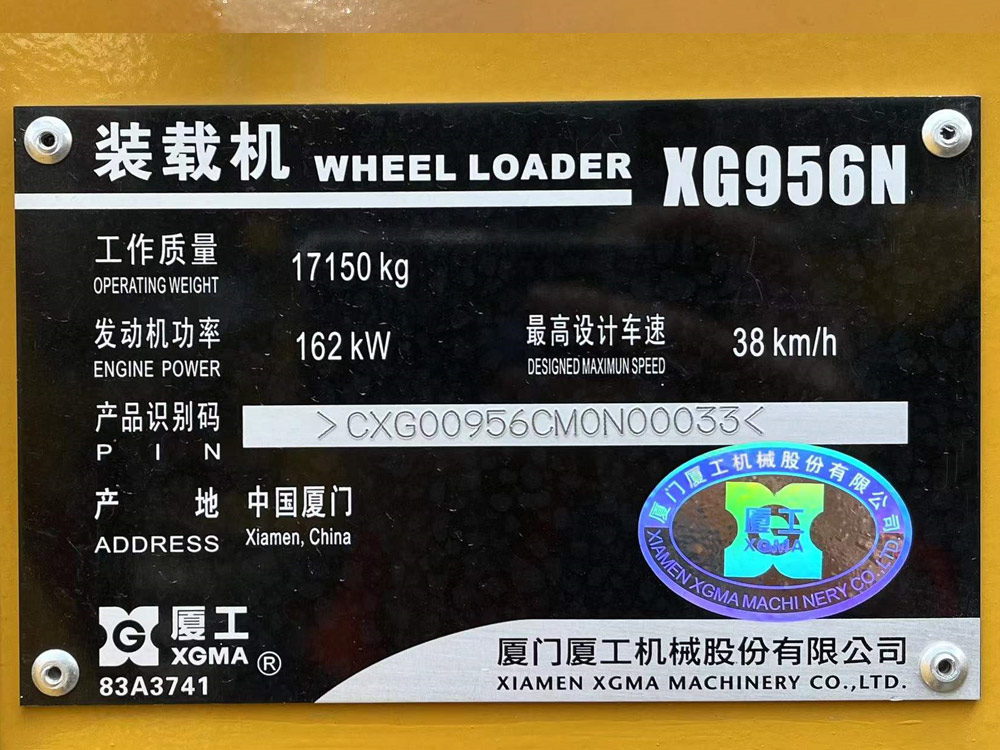 装载机 WHEEL LOADER XG956N
工作质量 17150 kg
OPERATING WEIGHT
发动机功率 162 kW 最高设计车速 38 km/h
ENGINE POWER DESIGNED MAXIMUN SPEED
产品识别码 >CXG00956CM0N00033<
P I N
产 地 中国厦门
ADDRESS Xiamen, China
厦门厦工机械股份有限公司
厦工
XGMA
XIAMEN XGMA MACHINERY CO.,LTD
G 厦工
XGMA ®
83A3741
厦门厦工机械股份有限公司
XIAMEN XGMA MACHINERY CO.,LTD.